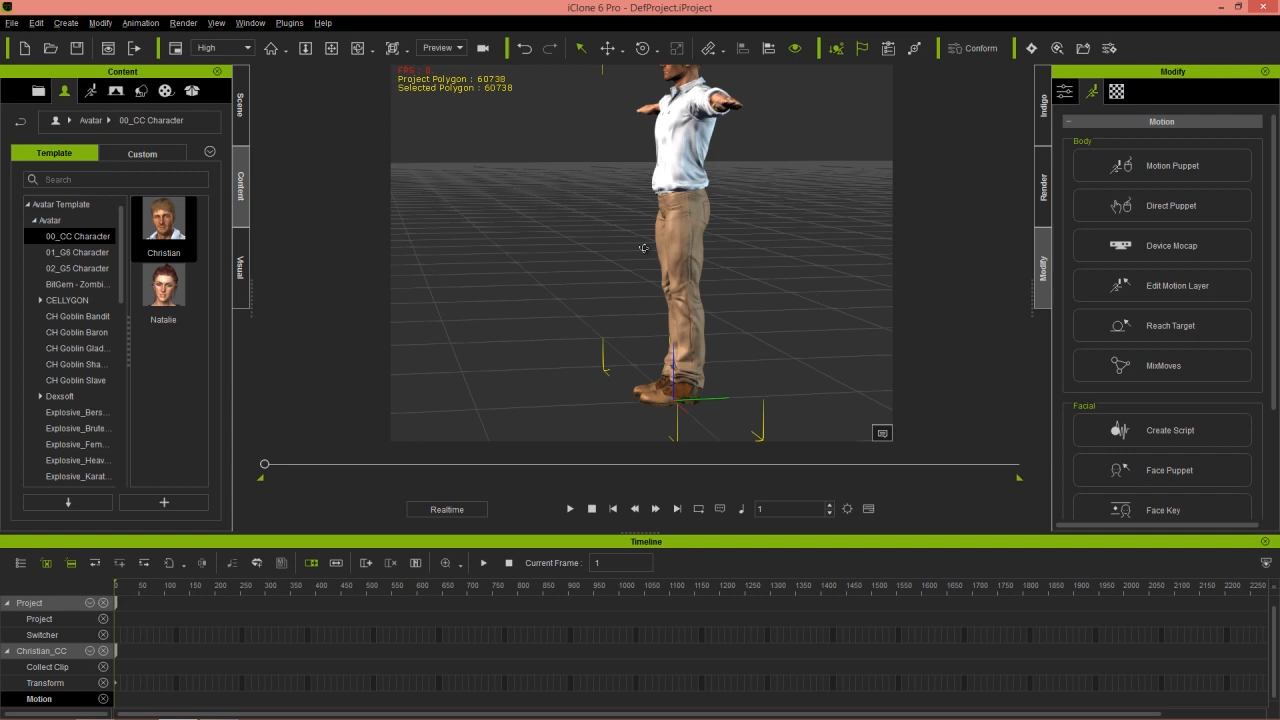 iClone 6 Pro - DefProject.iProject
File Edit Create Modify Animation Render View Window Plugins Help
High Preview Conform
Content
Avatar 00_CC Character
Template Custom
Search
Avatar Template
Avatar
00_CC Character
01_G6 Character
02_G5 Character
BitGem - Zombi...
CELLYGON
CH Goblin Bandit
CH Goblin Baron
CH Goblin Glad...
CH Goblin Sha...
CH Goblin Slave
Dexsoft
Explosive_Bers...
Explosive_Brute...
Explosive_Fem...
Explosive_Heav...
Explosive_Karat...
Christian
Natalie
Scene
Content
Visual
FPS : 0
Project Polygon : 60738
Selected Polygon : 60738
Indigo
Render
Modify
Modify
Motion
Body
Motion Puppet
Direct Puppet
Device Mocap
Edit Motion Layer
Reach Target
MixMoves
Facial
Create Script
Face Puppet
Face Key
Realtime 1
Timeline
Current Frame : 1
50 100 150 200 250 300 350 400 450 500 550 600 650 700 750 800 850 900 950 1000 1050 1100 1150 1200 1250 1300 1350 1400 1450 1500 1550 1600 1650 1700 1750 1800 1850 1900 1950 2000 2050 2100 2150 2200 2250
Project
Project
Switcher
Christian_CC
Collect Clip
Transform
Motion